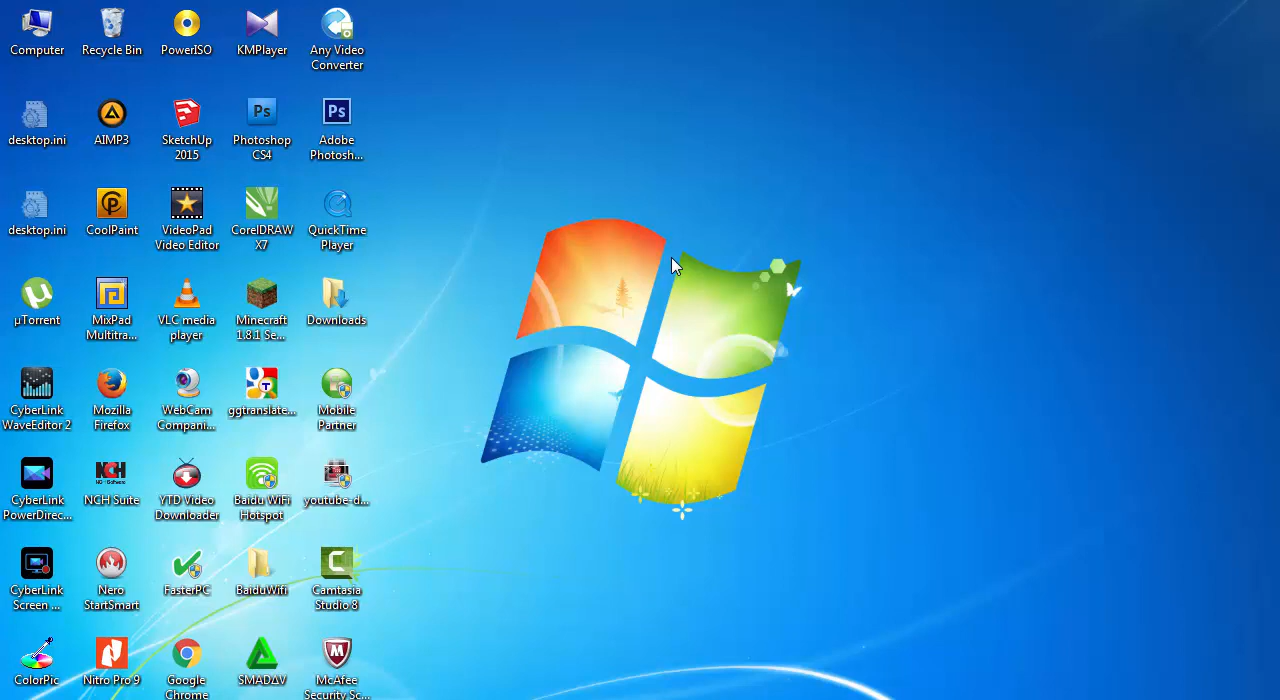 Computer
Recycle Bin
PowerISO
KMPlayer
Any Video
Converter
desktop.ini
AIMP3
SketchUp
2015
Ps
Photoshop
CS4
Ps
Adobe
Photosh...
desktop.ini
CoolPaint
VideoPad
Video Editor
CorelDRAW
X7
QuickTime
Player
µTorrent
MixPad
Multitra...
VLC media
player
Minecraft
1.8.1 Se...
Downloads
CyberLink
WaveEditor 2
Mozilla
Firefox
WebCam
Compani...
ggtranslate...
Mobile
Partner
CyberLink
PowerDirec...
NCH
NCH Suite
YTD Video
Downloader
Baidu WiFi
Hotspot
youtube-d...
CyberLink
Screen ...
Nero
StartSmart
FasterPC
BaiduWifi
Camtasia
Studio 8
ColorPic
Nitro Pro 9
Google
Chrome
SMADΔV
McAfee
Security Sc...